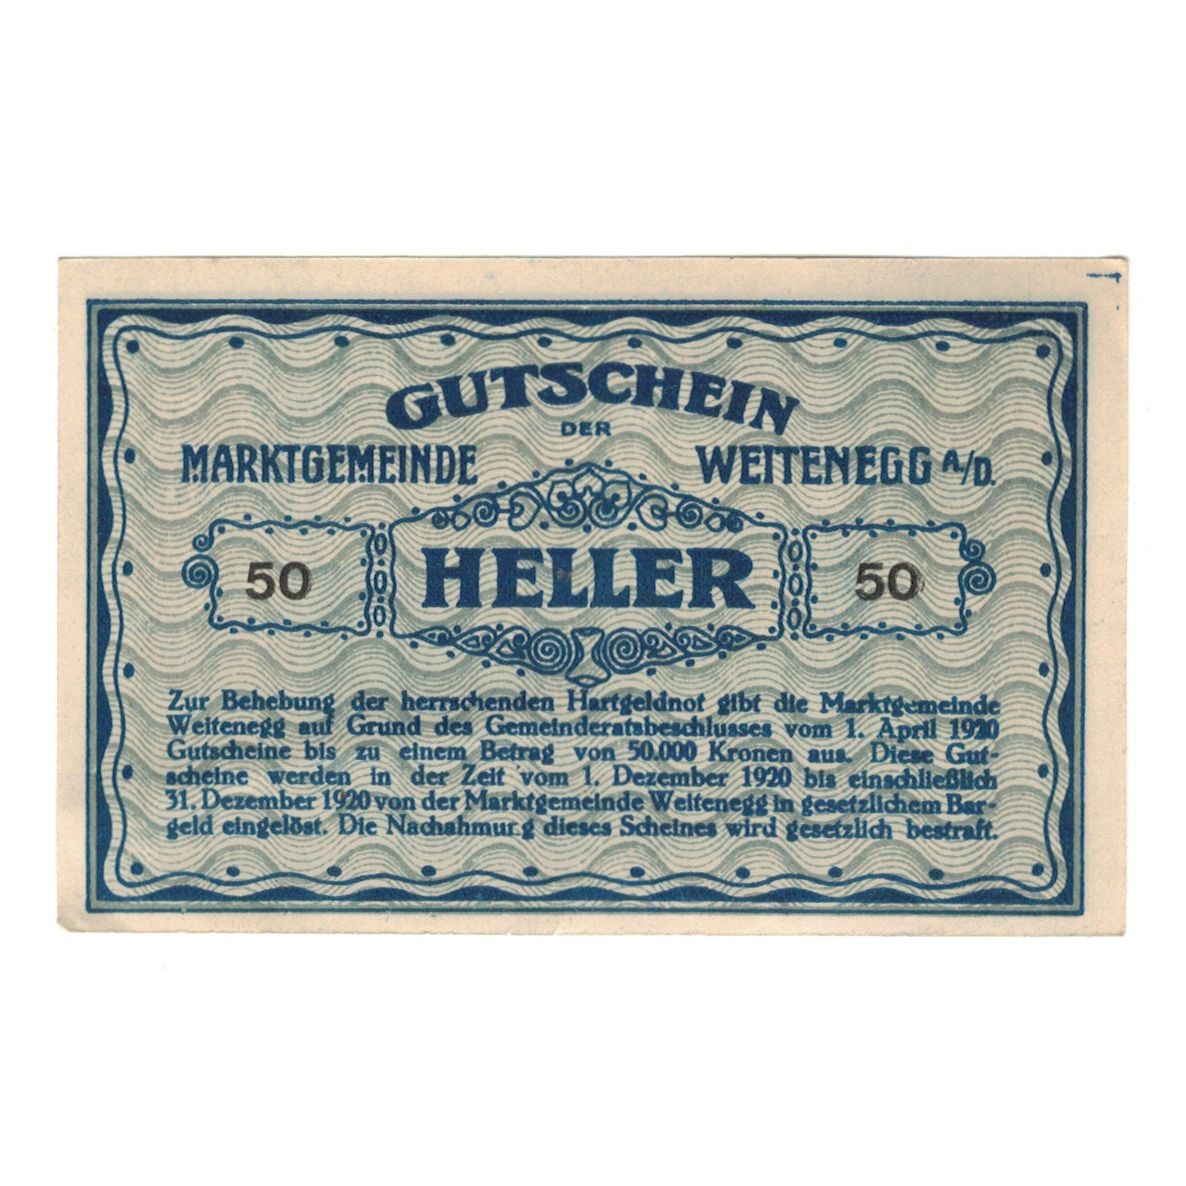 GUTSCHEIN
DER
MARKTGEMEINDE WEITENEGG A/D.
50 HELLER 50
Zur Behebung der herrschenden Hartgeldnot gibt die Marktgemeinde
Weitenegg auf Grund des Gemeinderatsbeschlusses vom 1. April 1920
Gutscheine bis zu einem Betrag von 50.000 Kronen aus. Diese Gut-
scheine werden in der Zeit vom 1. Dezember 1920 bis einschließlich
31. Dezember 1920 von der Marktgemeinde Weitenegg in gesetzlichem Bar-
geld eingelöst. Die Nachahmung dieses Scheines wird gesetzlich bestraft.